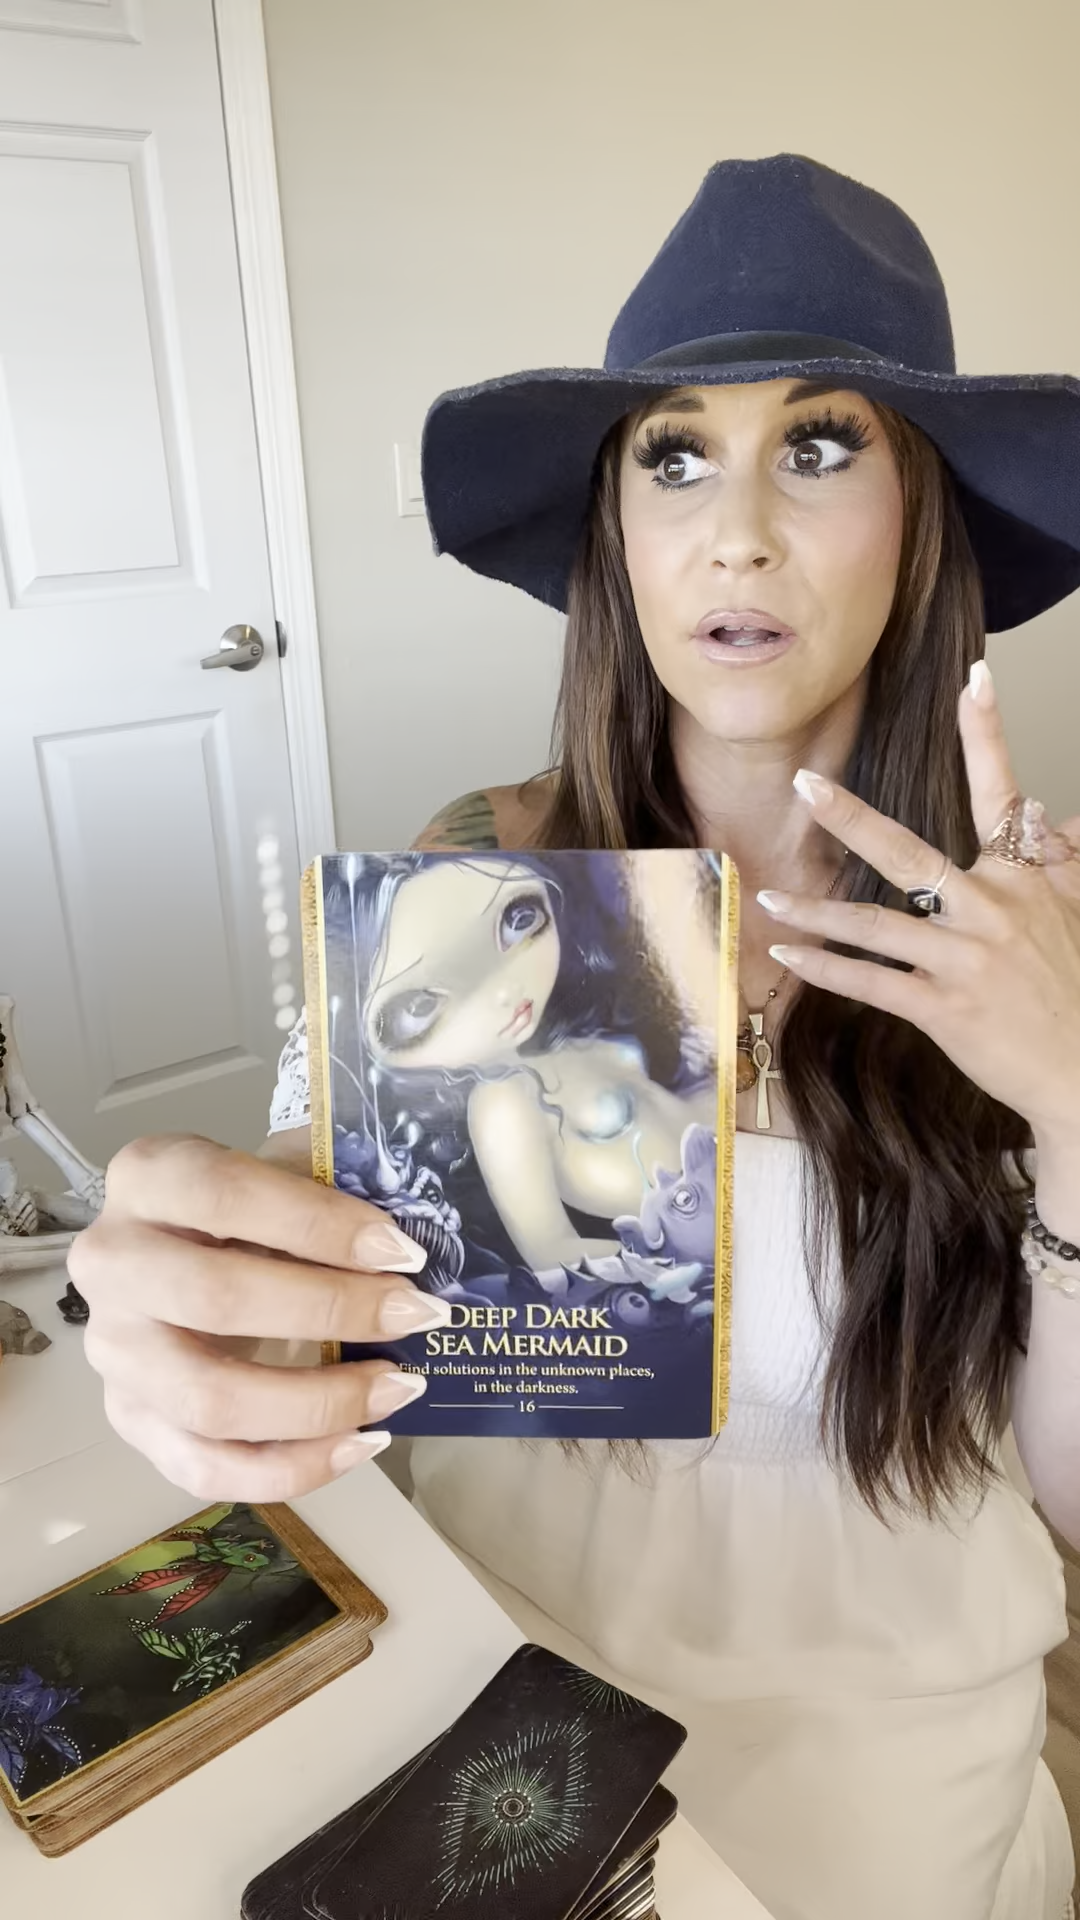 DEEP DARK
SEA MERMAID
Find solutions in the unknown places,
in the darkness.
16